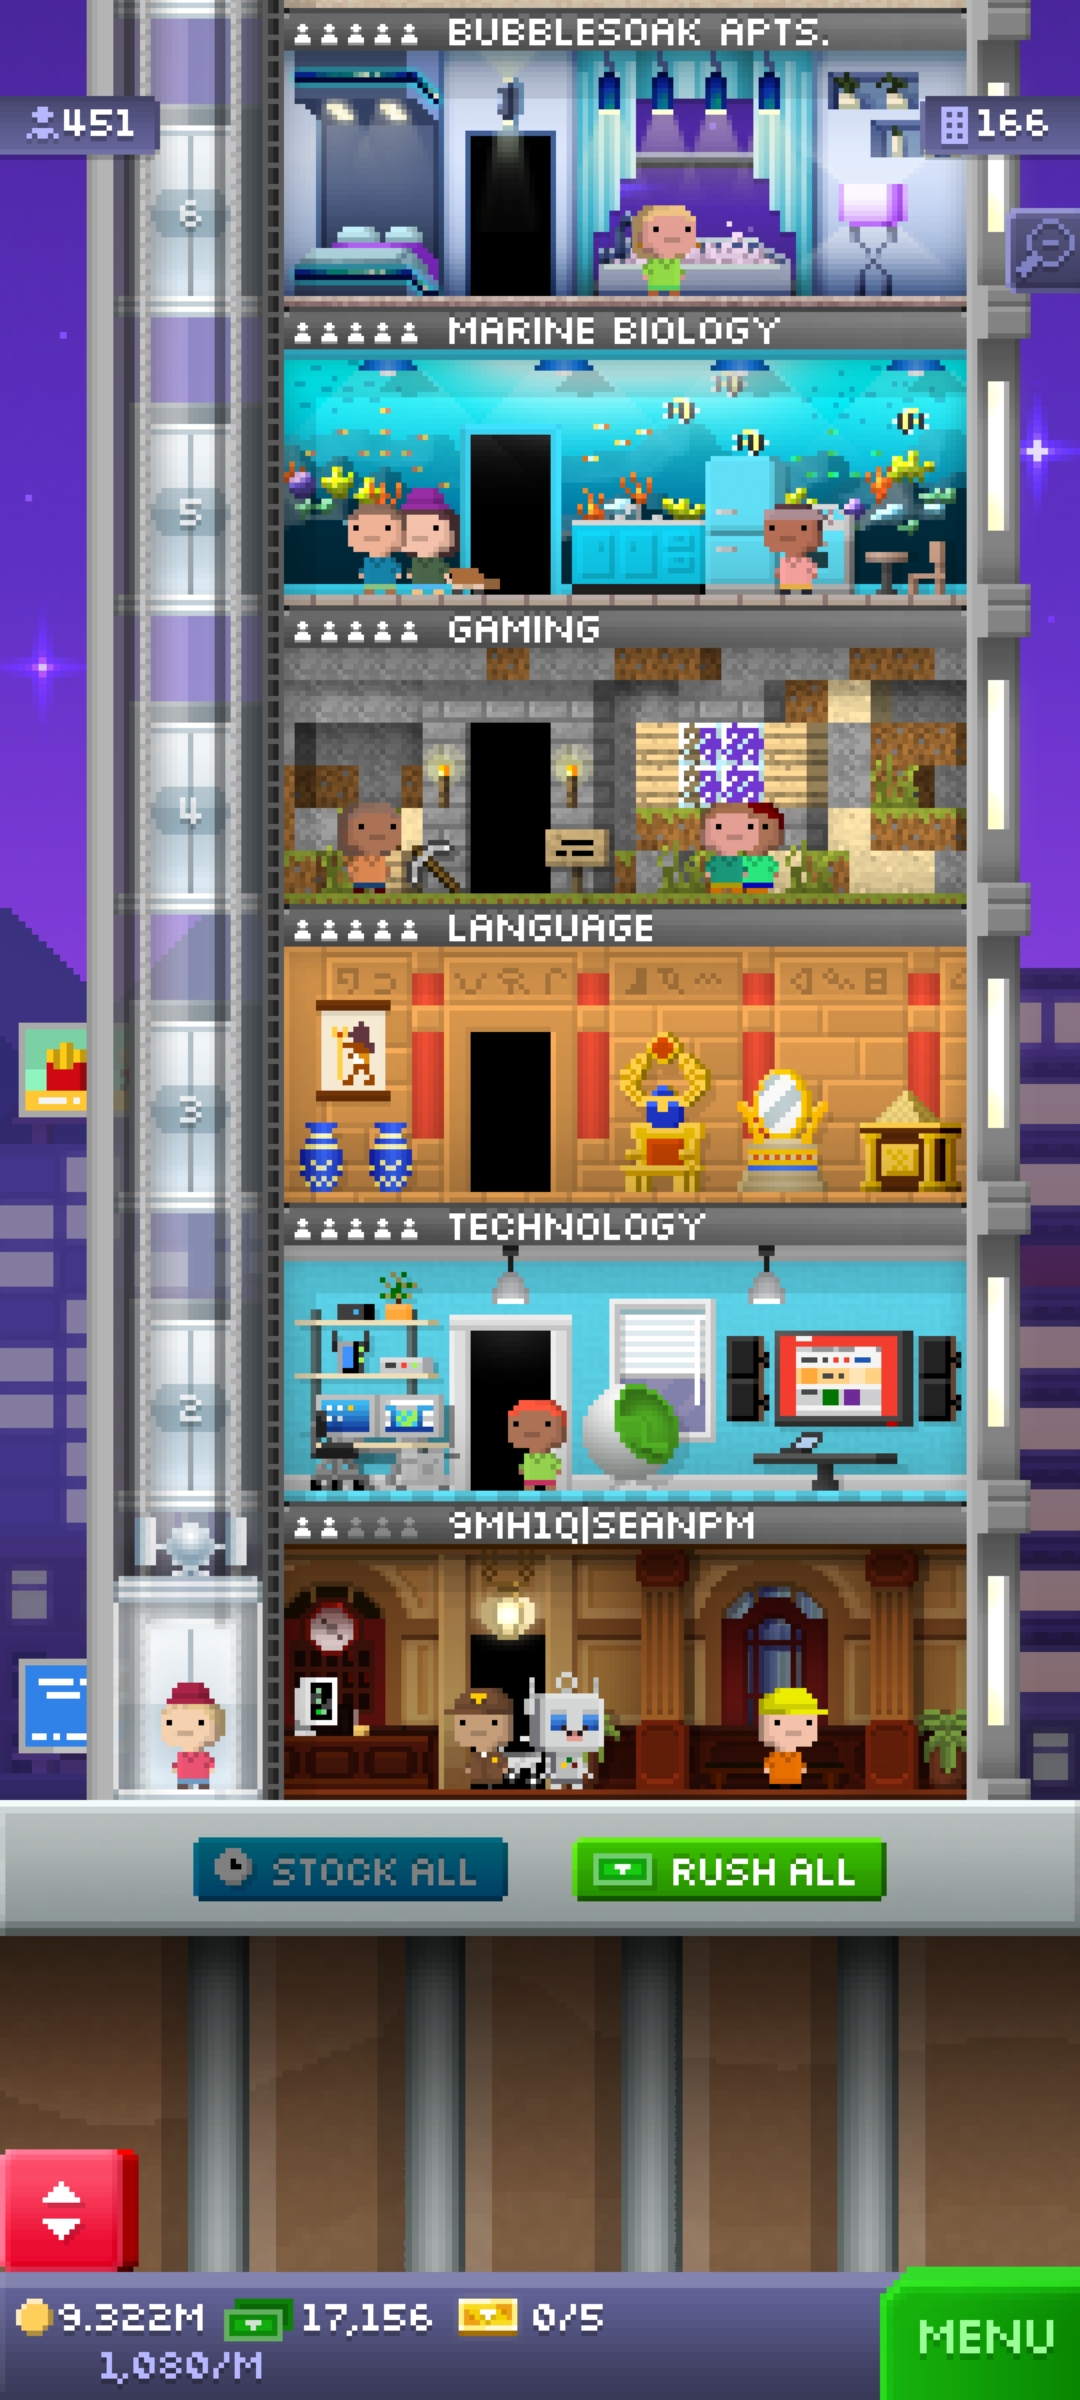 BUBBLESOAK APTS.
451
166
6
MARINE BIOLOGY
5
GAMING
4
LANGUAGE
3
TECHNOLOGY
2
9MH1Q|SEANPM
STOCK ALL
RUSH ALL
9.322M 17,156 0/5
1,080/M
MENU